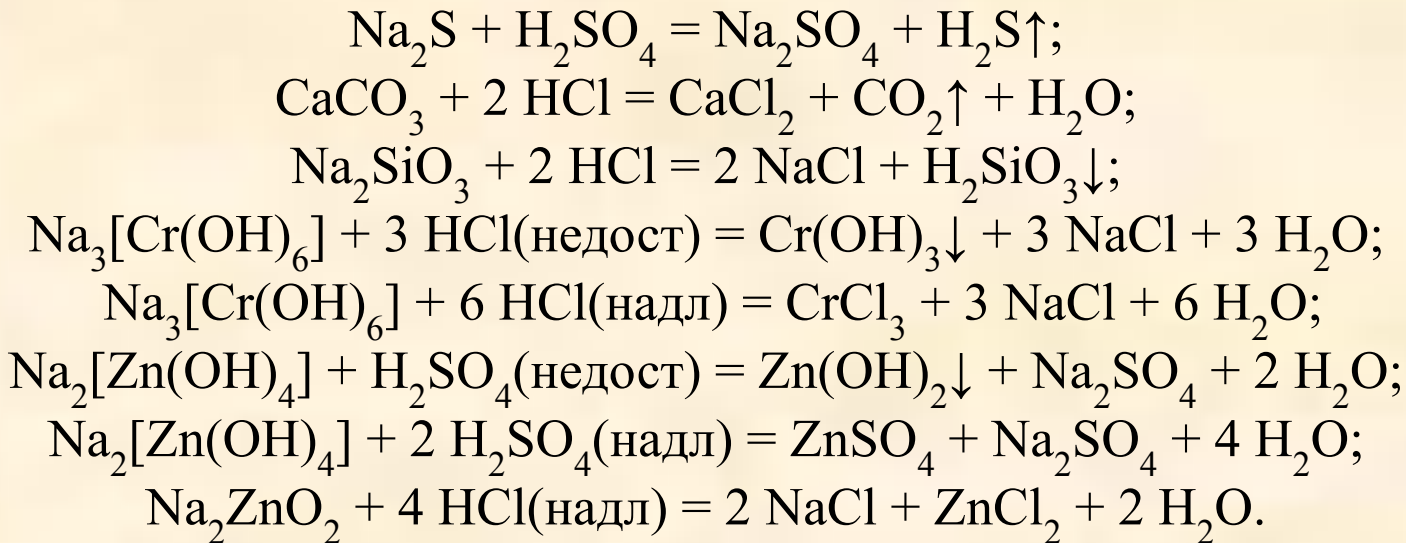 Na₂S + H₂SO₄ = Na₂SO₄ + H₂S↑;
CaCO₃ + 2 HCl = CaCl₂ + CO₂↑ + H₂O;
Na₂SiO₃ + 2 HCl = 2 NaCl + H₂SiO₃↓;
Na₃[Cr(OH)₆] + 3 HCl(недост) = Cr(OH)₃↓ + 3 NaCl + 3 H₂O;
Na₃[Cr(OH)₆] + 6 HCl(надл) = CrCl₃ + 3 NaCl + 6 H₂O;
Na₂[Zn(OH)₄] + H₂SO₄(недост) = Zn(OH)₂↓ + Na₂SO₄ + 2 H₂O;
Na₂[Zn(OH)₄] + 2 H₂SO₄(надл) = ZnSO₄ + Na₂SO₄ + 4 H₂O;
Na₂ZnO₂ + 4 HCl(надл) = 2 NaCl + ZnCl₂ + 2 H₂O.